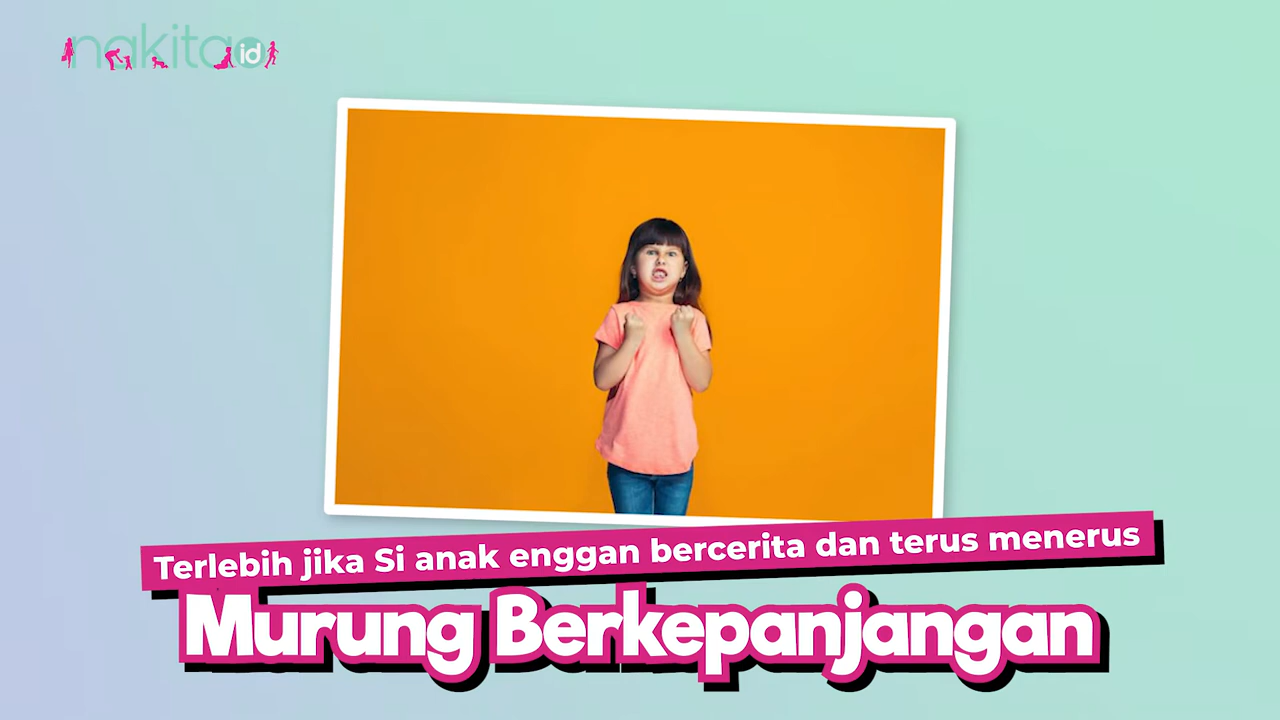 nakita id
Terlebih jika Si anak enggan bercerita dan terus menerus
Murung Berkepanjangan